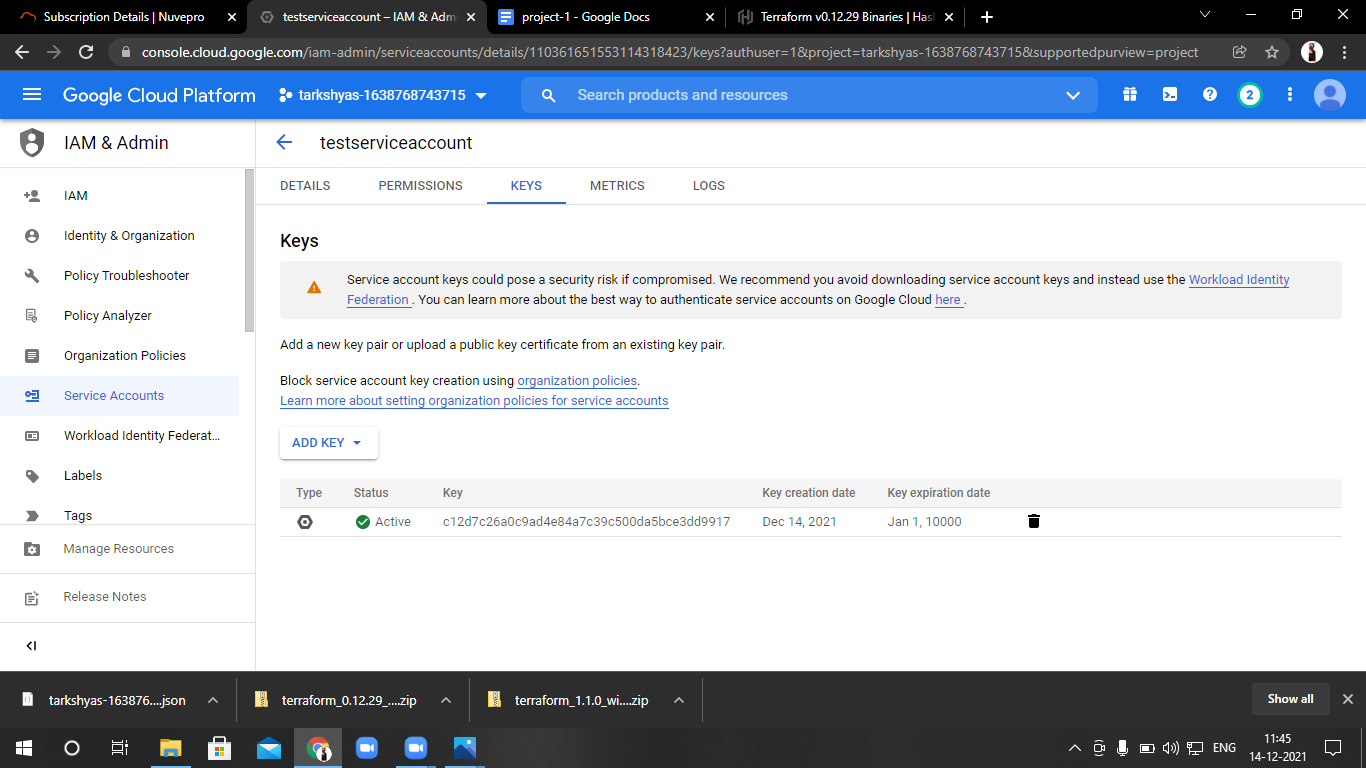 Subscription Details | Nuvepro
testserviceaccount – IAM & Admi
project-1 - Google Docs
Terraform v0.12.29 Binaries | Hash
console.cloud.google.com/iam-admin/serviceaccounts/details/110361651553114318423/keys?authuser=1&project=tarkshyas-1638768743715&supportedpurview=project
Google Cloud Platform
tarkshyas-1638768743715
Search products and resources
2
IAM & Admin
testserviceaccount
DETAILS
PERMISSIONS
KEYS
METRICS
LOGS
IAM
Identity & Organization
Policy Troubleshooter
Policy Analyzer
Organization Policies
Service Accounts
Workload Identity Federat...
Labels
Tags
Manage Resources
Release Notes
Keys
Service account keys could pose a security risk if compromised. We recommend you avoid downloading service account keys and instead use the Workload Identity
Federation . You can learn more about the best way to authenticate service accounts on Google Cloud here .
Add a new key pair or upload a public key certificate from an existing key pair.
Block service account key creation using organization policies.
Learn more about setting organization policies for service accounts
ADD KEY
Type Status Key Key creation date Key expiration date
Active c12d7c26a0c9ad4e84a7c39c500da5bce3dd9917 Dec 14, 2021 Jan 1, 10000
tarkshyas-163876....json
terraform_0.12.29_....zip
terraform_1.1.0_wi....zip
Show all
ENG
11:45
14-12-2021